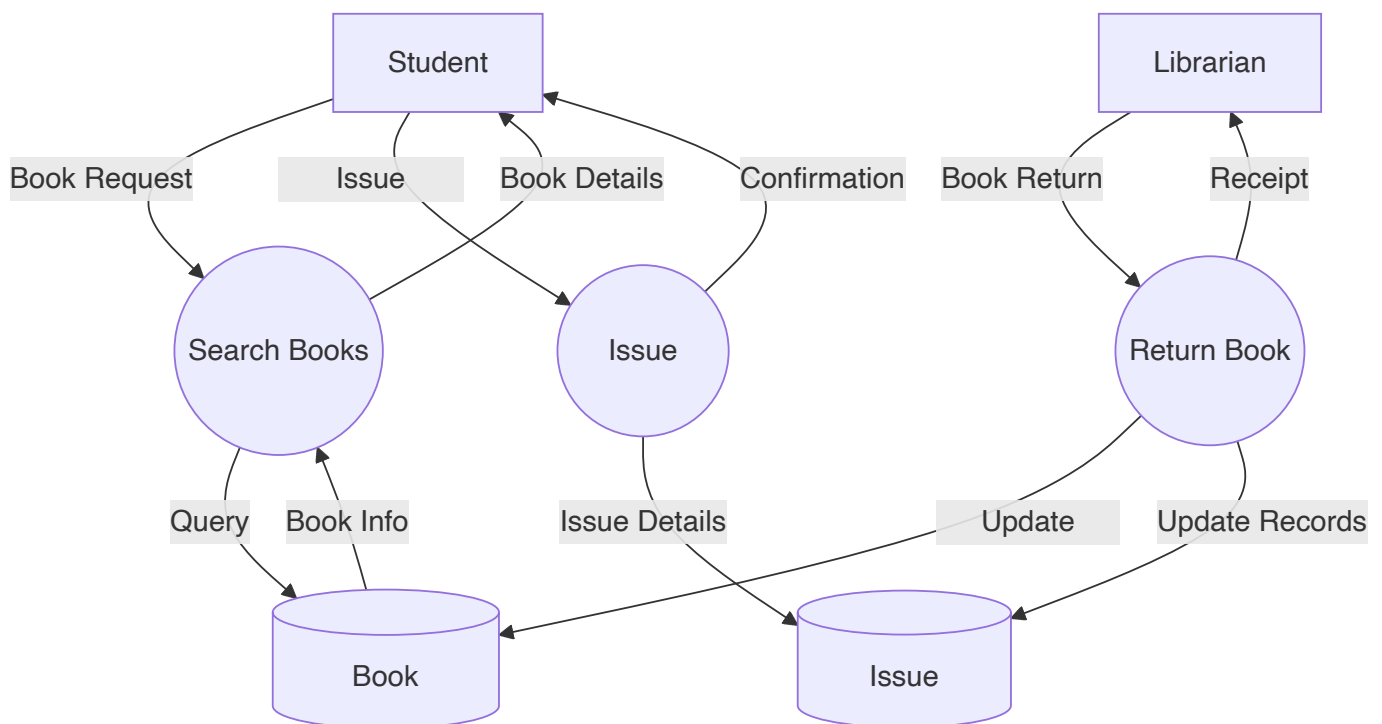 Student
Librarian
Book Request
Issue
Book Details
Confirmation
Book Return
Receipt
Search Books
Issue
Return Book
Query
Book Info
Issue Details
Update
Update Records
Book
Issue